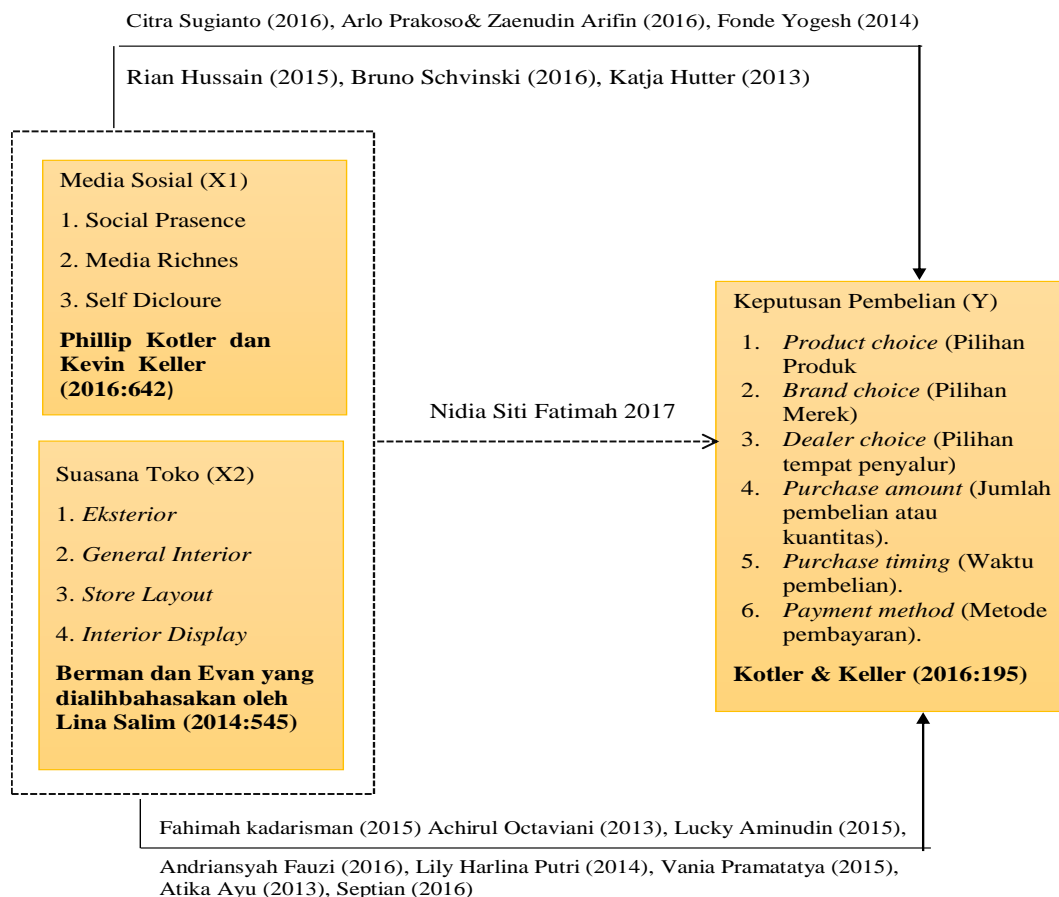 Citra Sugianto (2016), Arlo Prakoso& Zaenudin Arifin (2016), Fonde Yogesh (2014)
Rian Hussain (2015), Bruno Schvinski (2016), Katja Hutter (2013)
Media Sosial (X1)
1. Social Prasence
2. Media Richnes
3. Self Dicloure
Phillip Kotler dan
Kevin Keller
(2016:642)
Suasana Toko (X2)
1. Eksterior
2. General Interior
3. Store Layout
4. Interior Display
Berman dan Evan yang
dialihbahasakan oleh
Lina Salim (2014:545)
Nidia Siti Fatimah 2017
Keputusan Pembelian (Y)
1. Product choice (Pilihan
Produk
2. Brand choice (Pilihan
Merek)
3. Dealer choice (Pilihan
tempat penyalur)
4. Purchase amount (Jumlah
pembelian atau
kuantitas).
5. Purchase timing (Waktu
pembelian).
6. Payment method (Metode
pembayaran).
Kotler & Keller (2016:195)
Fahimah kadarisman (2015) Achirul Octaviani (2013), Lucky Aminudin (2015),
Andriansyah Fauzi (2016), Lily Harlina Putri (2014), Vania Pramatatya (2015),
Atika Ayu (2013), Septian (2016)